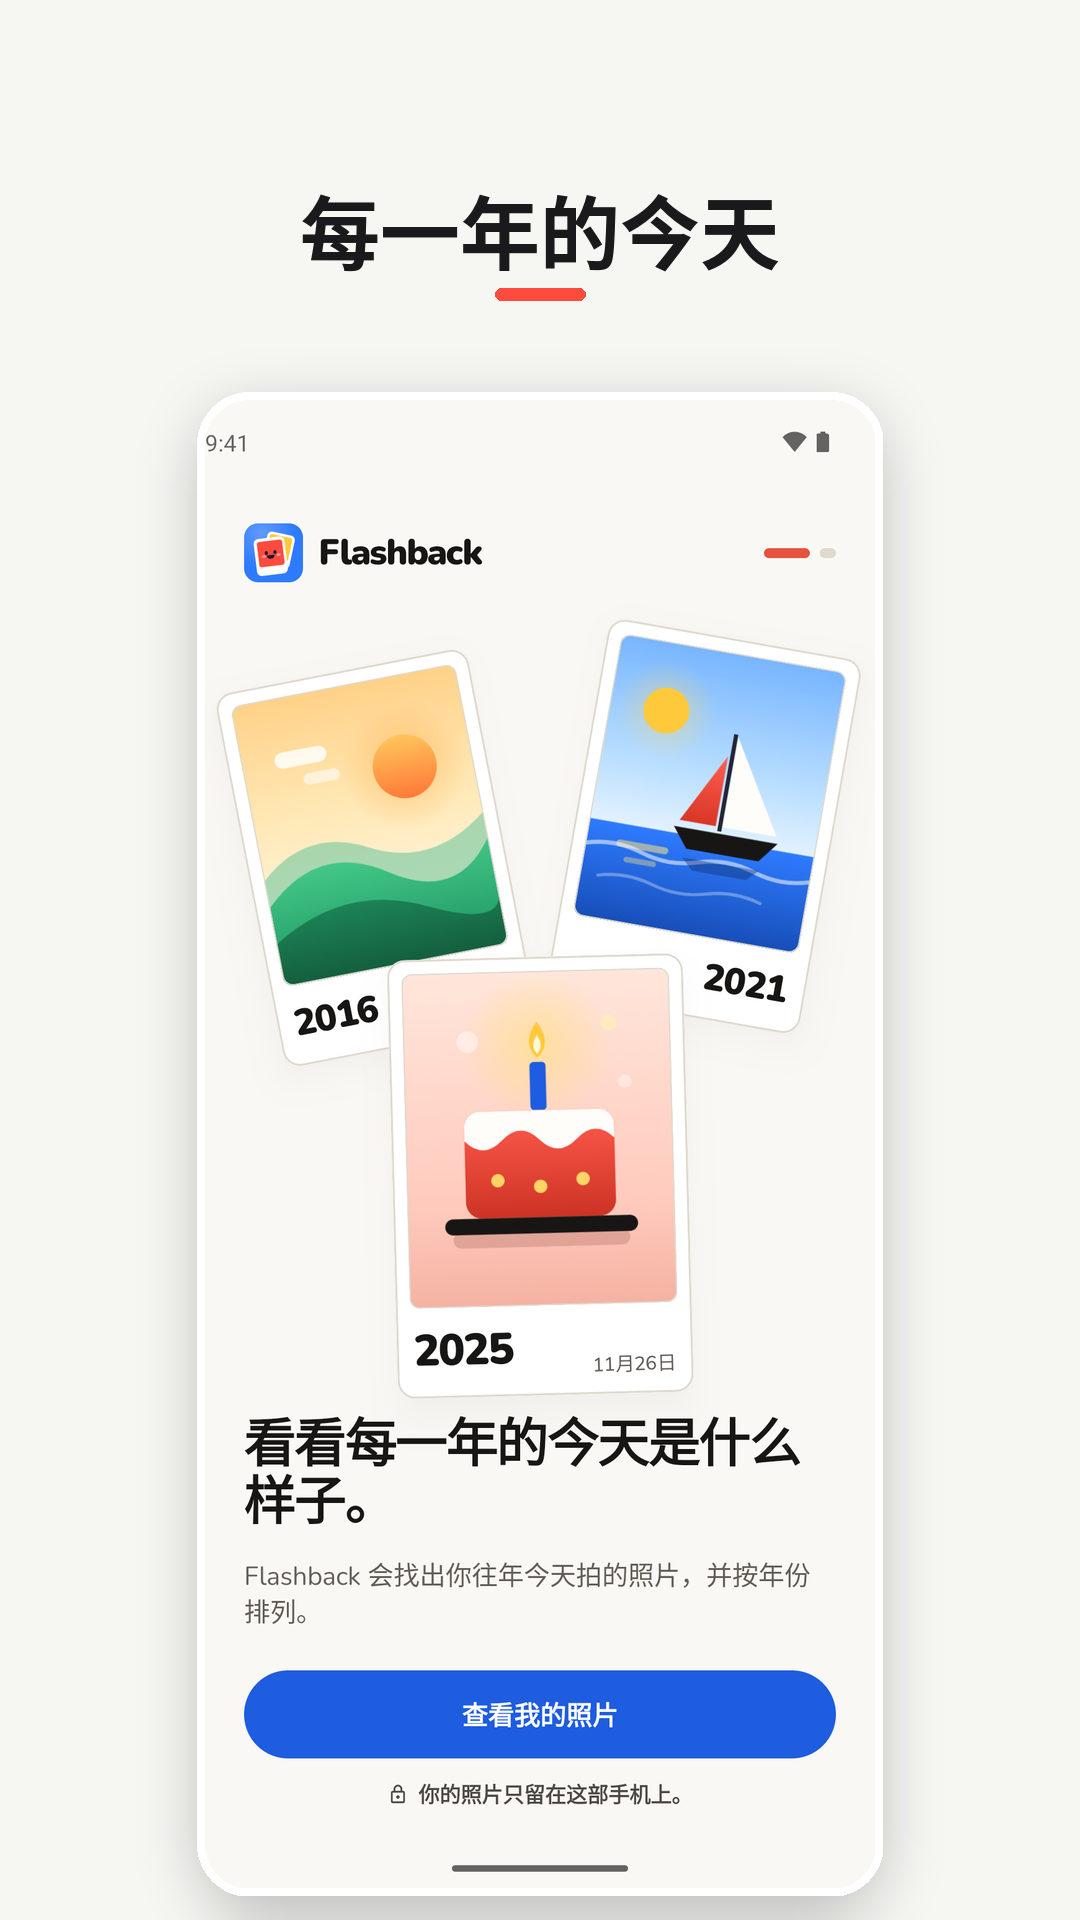 每一年的今天
9:41
Flashback
2016
2021
2025
11月26日
看看每一年的今天是什么
样子。
Flashback 会找出你往年今天拍的照片，并按年份
排列。
查看我的照片
你的照片只留在这部手机上。